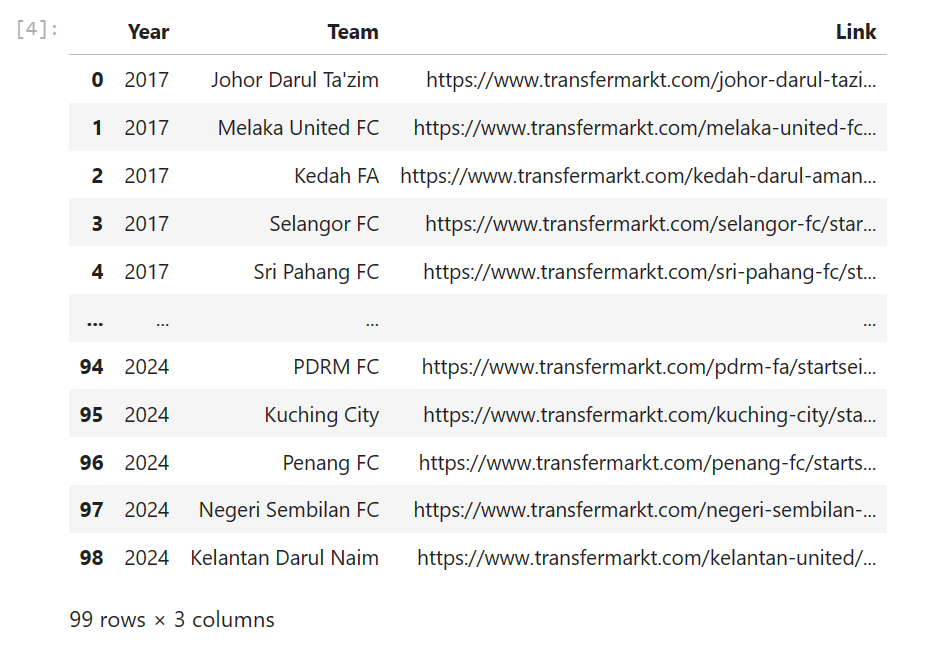 [4]: Year Team Link
0 2017 Johor Darul Ta'zim https://www.transfermarkt.com/johor-darul-tazi...
1 2017 Melaka United FC https://www.transfermarkt.com/melaka-united-fc...
2 2017 Kedah FA https://www.transfermarkt.com/kedah-darul-aman...
3 2017 Selangor FC https://www.transfermarkt.com/selangor-fc/star...
4 2017 Sri Pahang FC https://www.transfermarkt.com/sri-pahang-fc/st...
... ... ... ...
94 2024 PDRM FC https://www.transfermarkt.com/pdrm-fa/startsei...
95 2024 Kuching City https://www.transfermarkt.com/kuching-city/sta...
96 2024 Penang FC https://www.transfermarkt.com/penang-fc/starts...
97 2024 Negeri Sembilan FC https://www.transfermarkt.com/negeri-sembilan-...
98 2024 Kelantan Darul Naim https://www.transfermarkt.com/kelantan-united/...
99 rows × 3 columns